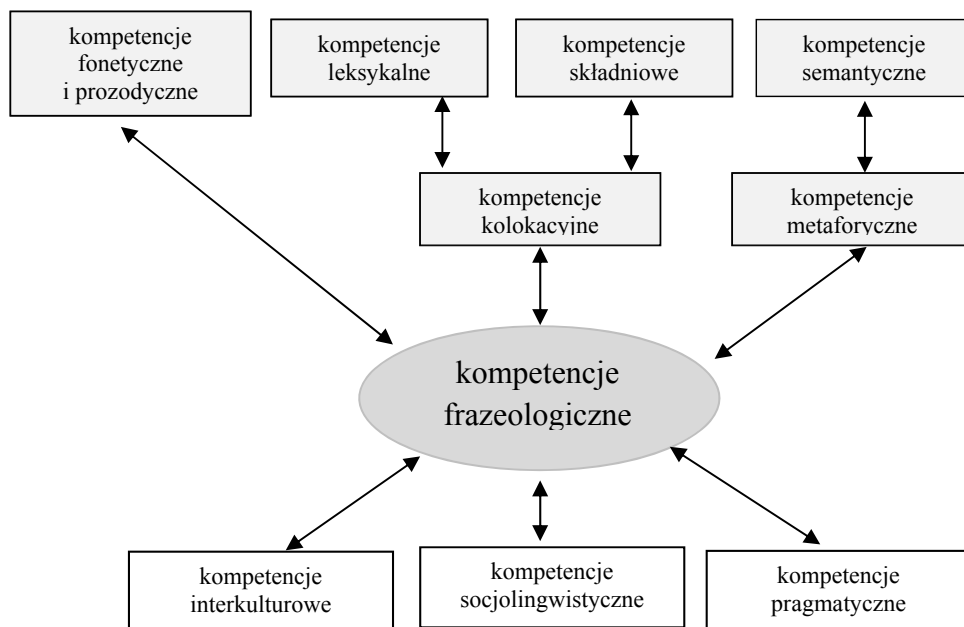 kompetencje
fonetyczne
i prozodyczne
kompetencje
leksykalne
kompetencje
składniowe
kompetencje
semantyczne
kompetencje
kolokacyjne
kompetencje
metaforyczne
kompetencje
frazeologiczne
kompetencje
interkulturowe
kompetencje
socjolingwistyczne
kompetencje
pragmatyczne